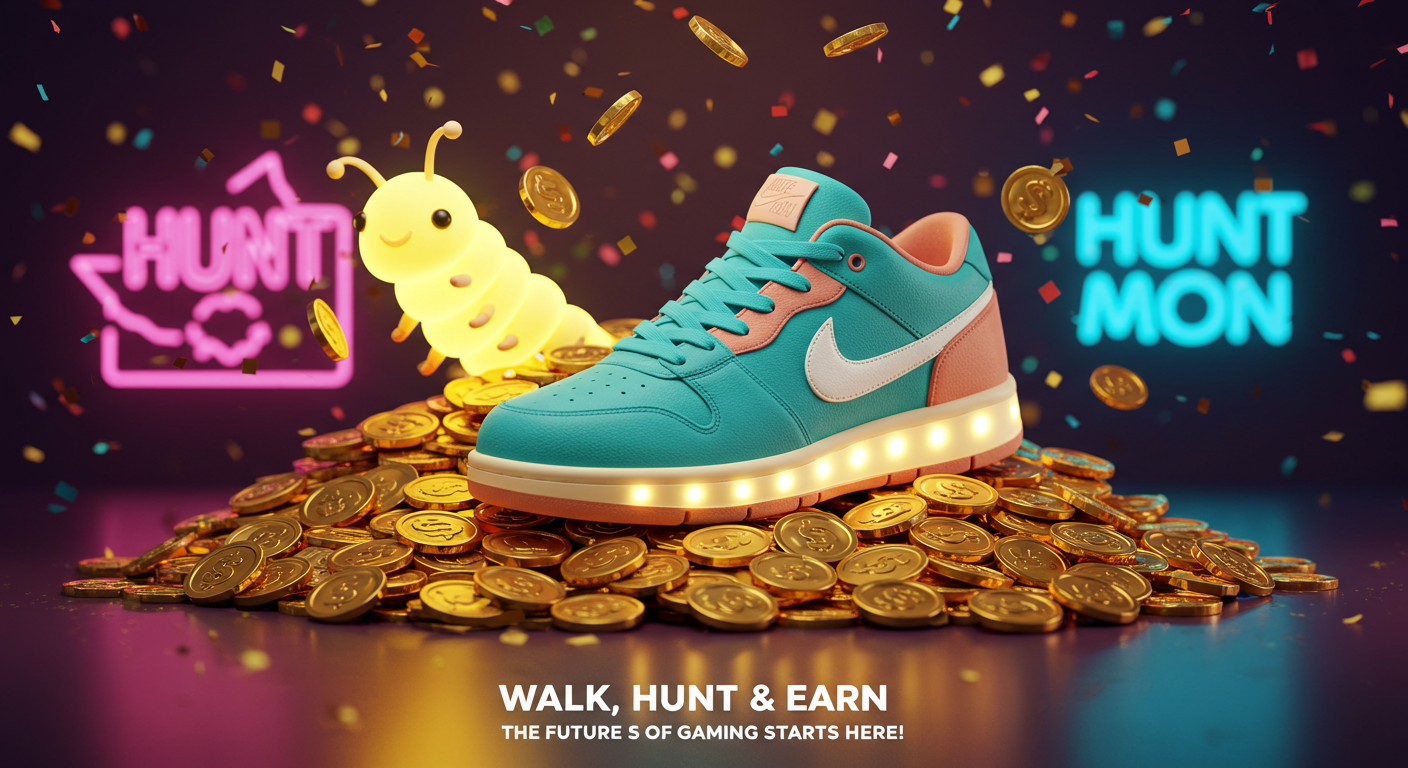 HUNT
HUNT
MON
WALK, HUNT & EARN
THE FUTURE S OF GAMING STARTS HERE!